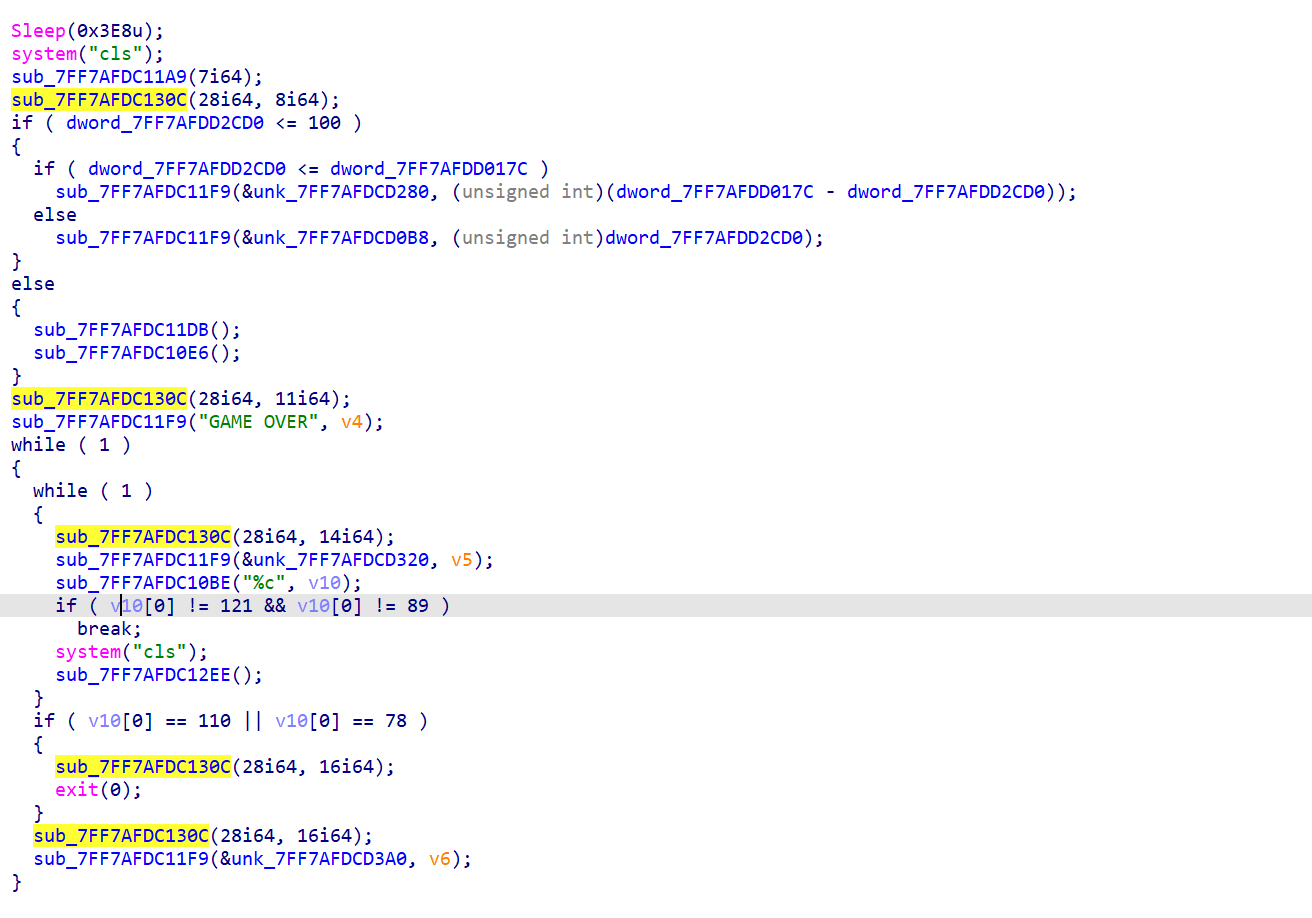 Sleep(0x3E8u);
system("cls");
sub_7FF7AFDC11A9(7i64);
sub_7FF7AFDC130C(28i64, 8i64);
if ( dword_7FF7AFDD2CD0 <= 100 )
{
if ( dword_7FF7AFDD2CD0 <= dword_7FF7AFDD017C )
sub_7FF7AFDC11F9(&unk_7FF7AFDCD280, (unsigned int)(dword_7FF7AFDD017C - dword_7FF7AFDD2CD0));
else
sub_7FF7AFDC11F9(&unk_7FF7AFDCD0B8, (unsigned int)dword_7FF7AFDD2CD0);
}
else
{
sub_7FF7AFDC11DB();
sub_7FF7AFDC10E6();
}
sub_7FF7AFDC130C(28i64, 11i64);
sub_7FF7AFDC11F9("GAME OVER", v4);
while ( 1 )
{
while ( 1 )
{
sub_7FF7AFDC130C(28i64, 14i64);
sub_7FF7AFDC11F9(&unk_7FF7AFDCD320, v5);
sub_7FF7AFDC10BE("%c", v10);
if ( v10[0] != 121 && v10[0] != 89 )
break;
system("cls");
sub_7FF7AFDC12EE();
}
if ( v10[0] == 110 || v10[0] == 78 )
{
sub_7FF7AFDC130C(28i64, 16i64);
exit(0);
}
sub_7FF7AFDC130C(28i64, 16i64);
sub_7FF7AFDC11F9(&unk_7FF7AFDCD3A0, v6);
}